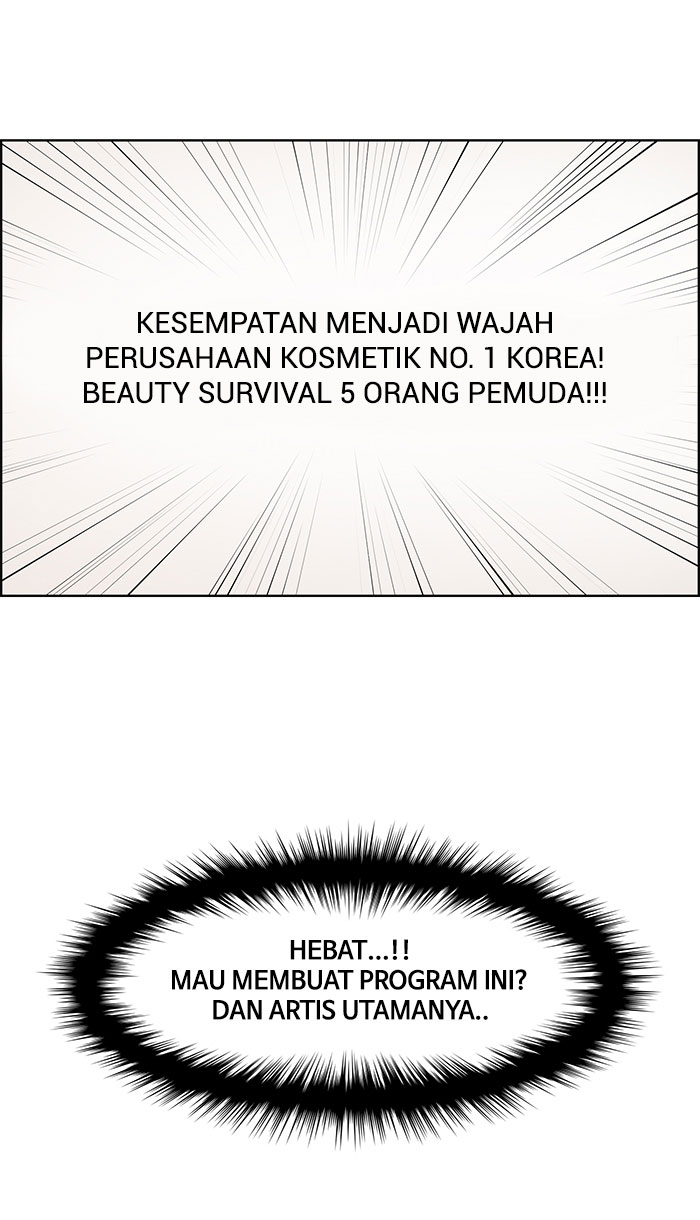 KESEMPATAN MENJADI WAJAH
PERUSAHAAN KOSMETIK NO. 1 KOREA!
BEAUTY SURVIVAL 5 ORANG PEMUDA!!!
HEBAT...!!
MAU MEMBUAT PROGRAM INI?
DAN ARTIS UTAMANYA..